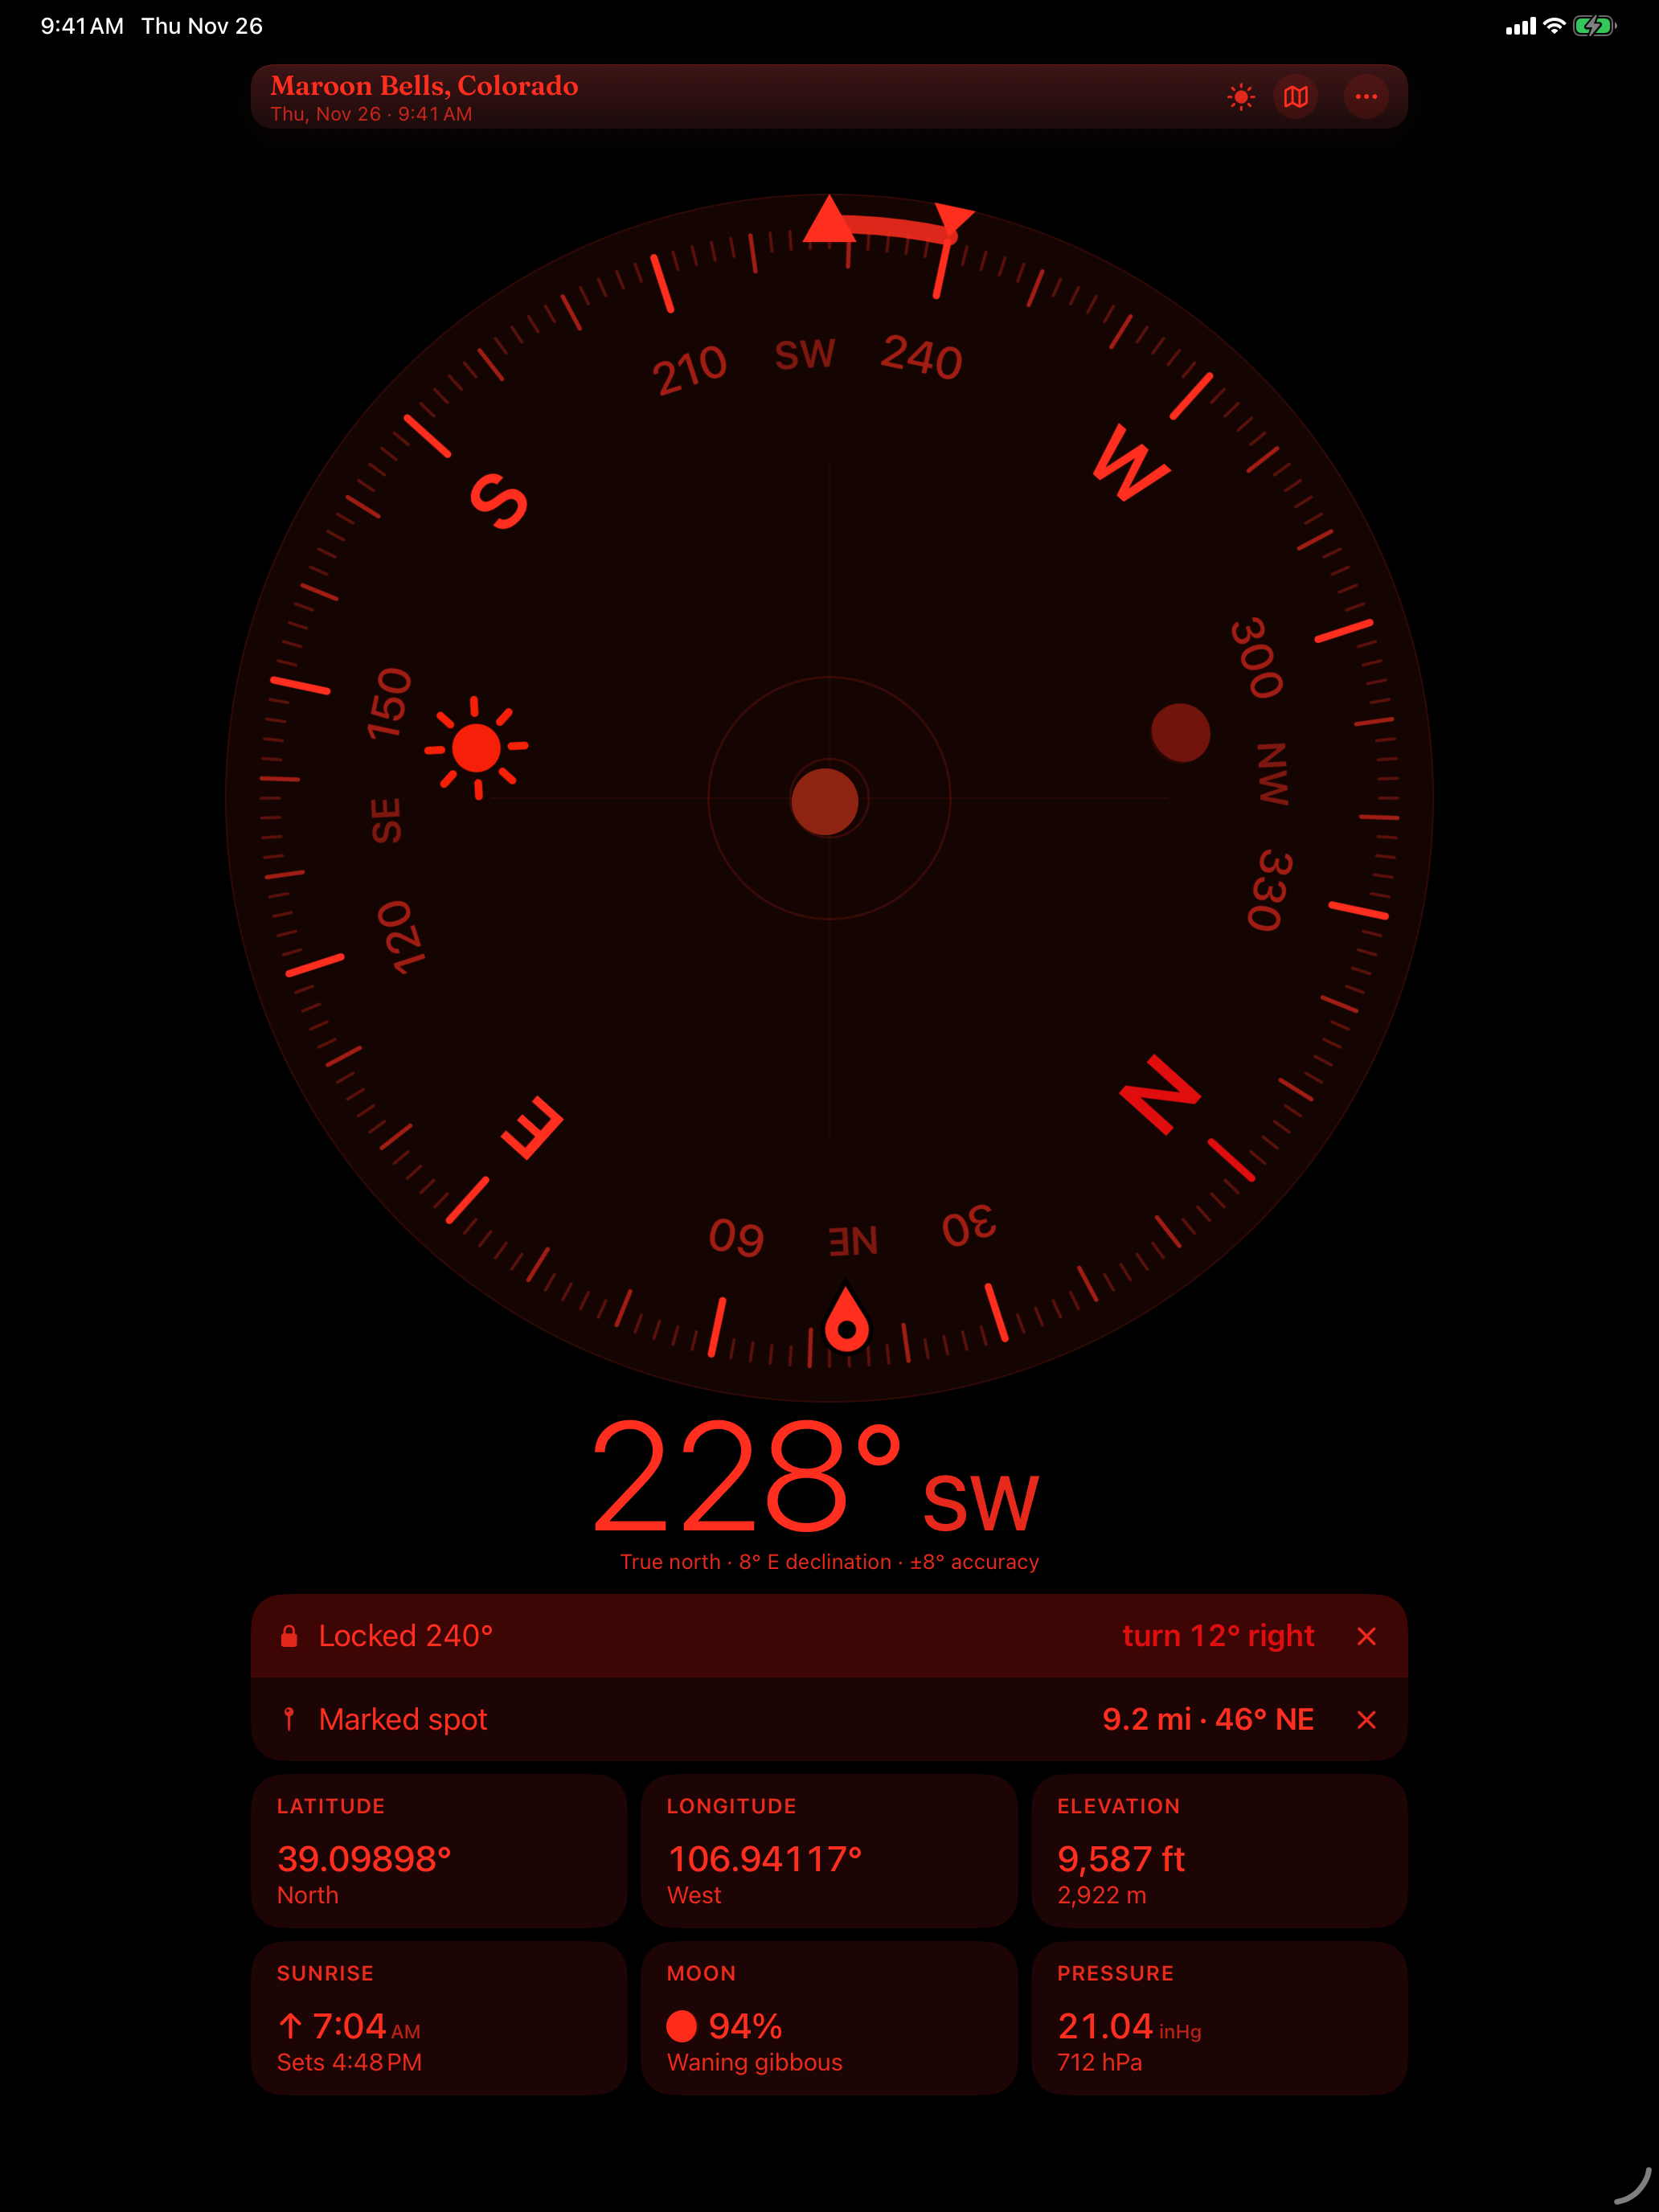 9:41 AM Thu Nov 26
Maroon Bells, Colorado
Thu, Nov 26 · 9:41 AM
210 SW 240
S W
150 300
SE NW
120 330
E N
60 NE 30
228° SW
True north · 8° E declination · ±8° accuracy
Locked 240° turn 12° right
Marked spot 9.2 mi · 46° NE
LATITUDE
39.09898°
North
LONGITUDE
106.94117°
West
ELEVATION
9,587 ft
2,922 m
SUNRISE
↑ 7:04 AM
Sets 4:48 PM
MOON
94%
Waning gibbous
PRESSURE
21.04 inHg
712 hPa